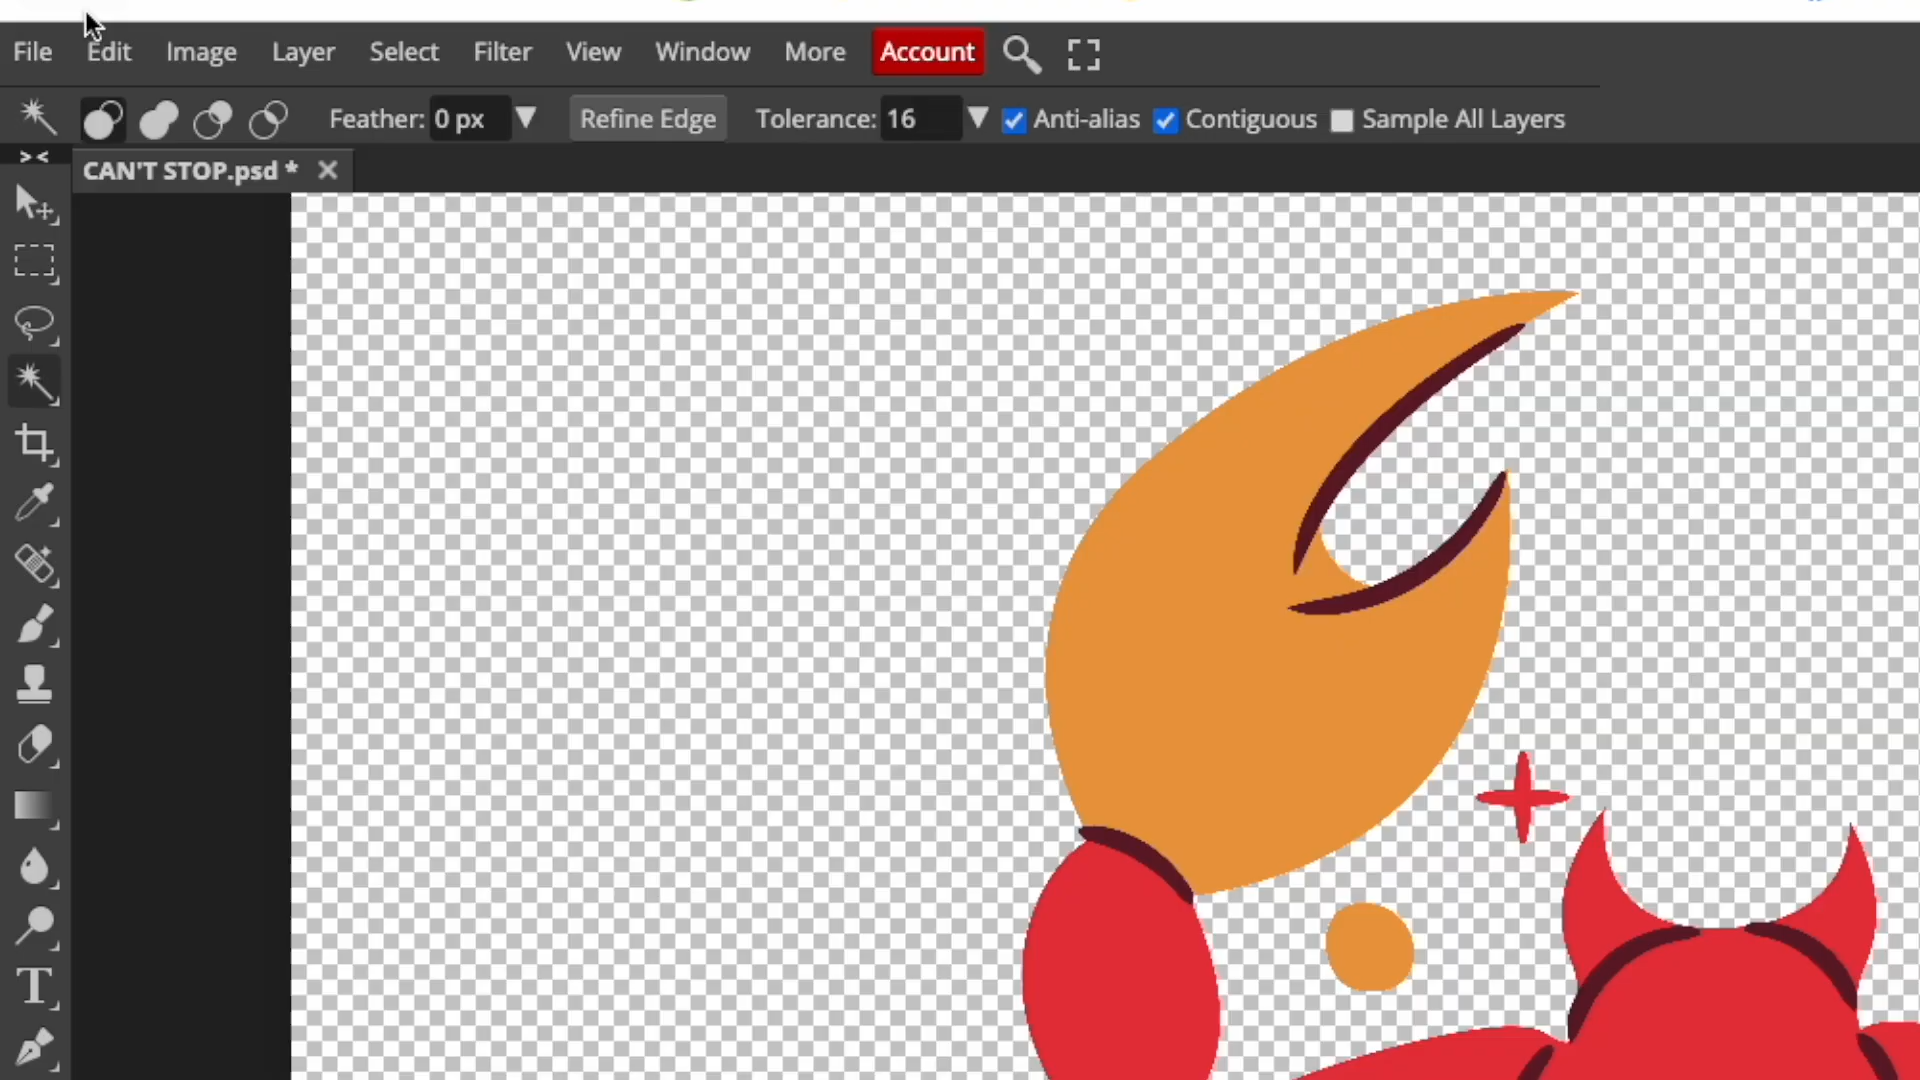 File Edit Image Layer Select Filter View Window More Account
Feather: 0 px Refine Edge Tolerance: 16 Anti-alias Contiguous Sample All Layers
CAN'T STOP.psd *